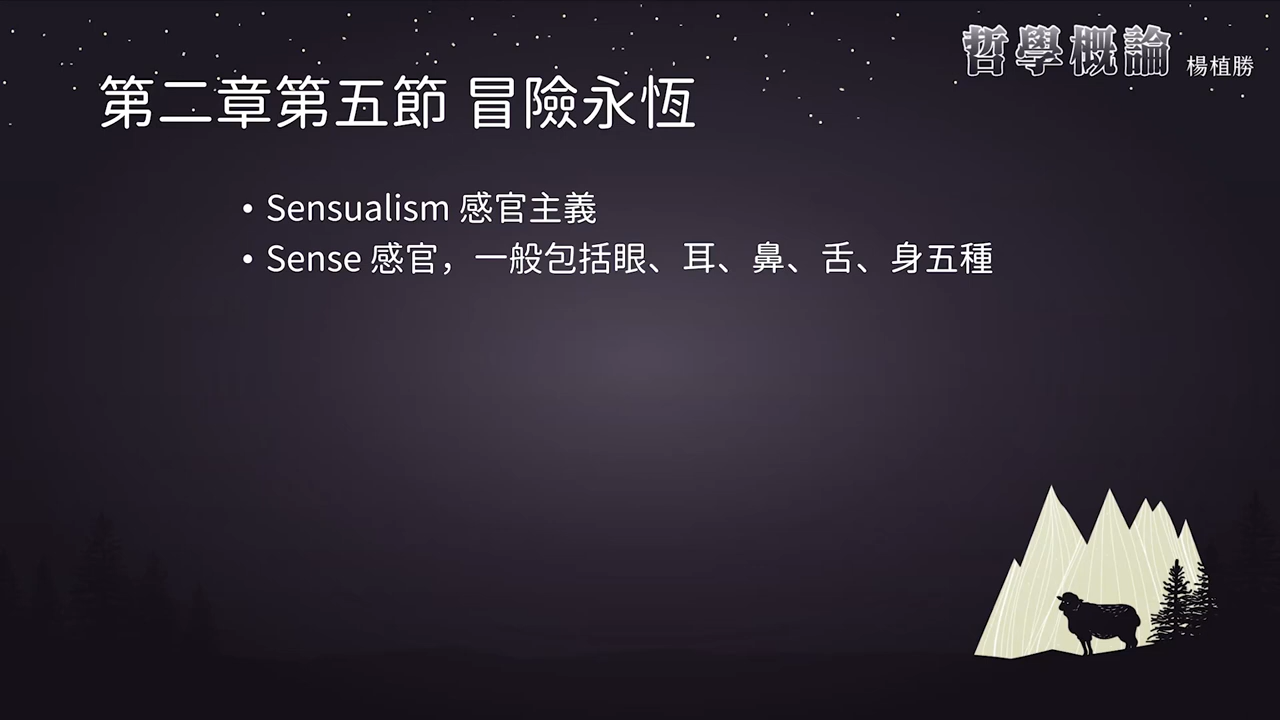 哲學概論 楊植勝
第二章第五節 冒險永恆
• Sensualism 感官主義
• Sense 感官，一般包括眼、耳、鼻、舌、身五種